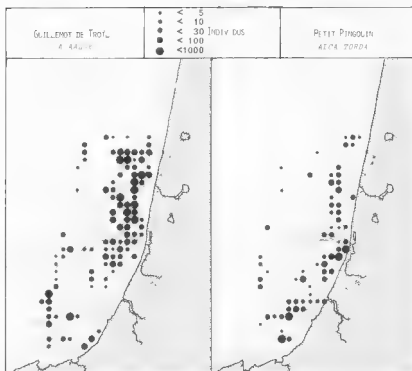 GUILLEMOT DE TROÏL
< 5
< 10
< 30 INDIVIDUS
< 100
<1000
PETIT PINGOUIN
ALCA TORDA